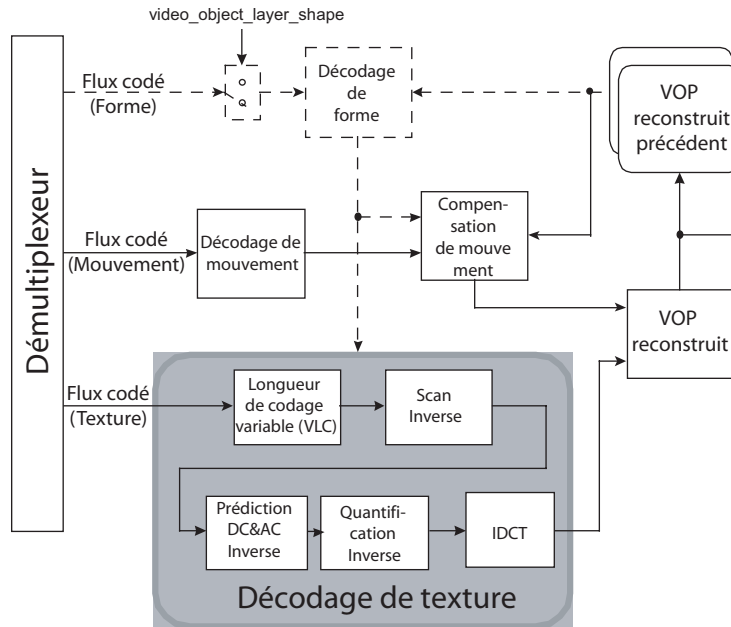 video_object_layer_shape
Démultiplexeur
Flux codé
(Forme)
Décodage
de
forme
VOP
reconstruit
précédent
Flux codé
(Mouvement)
Décodage de
mouvement
Compen-
sation
de mouve
ment
VOP
reconstruit
Flux codé
(Texture)
Longueur
de codage
variable (VLC)
Scan
Inverse
Prédiction
DC&AC
Inverse
Quantifi-
cation
Inverse
IDCT
Décodage de texture